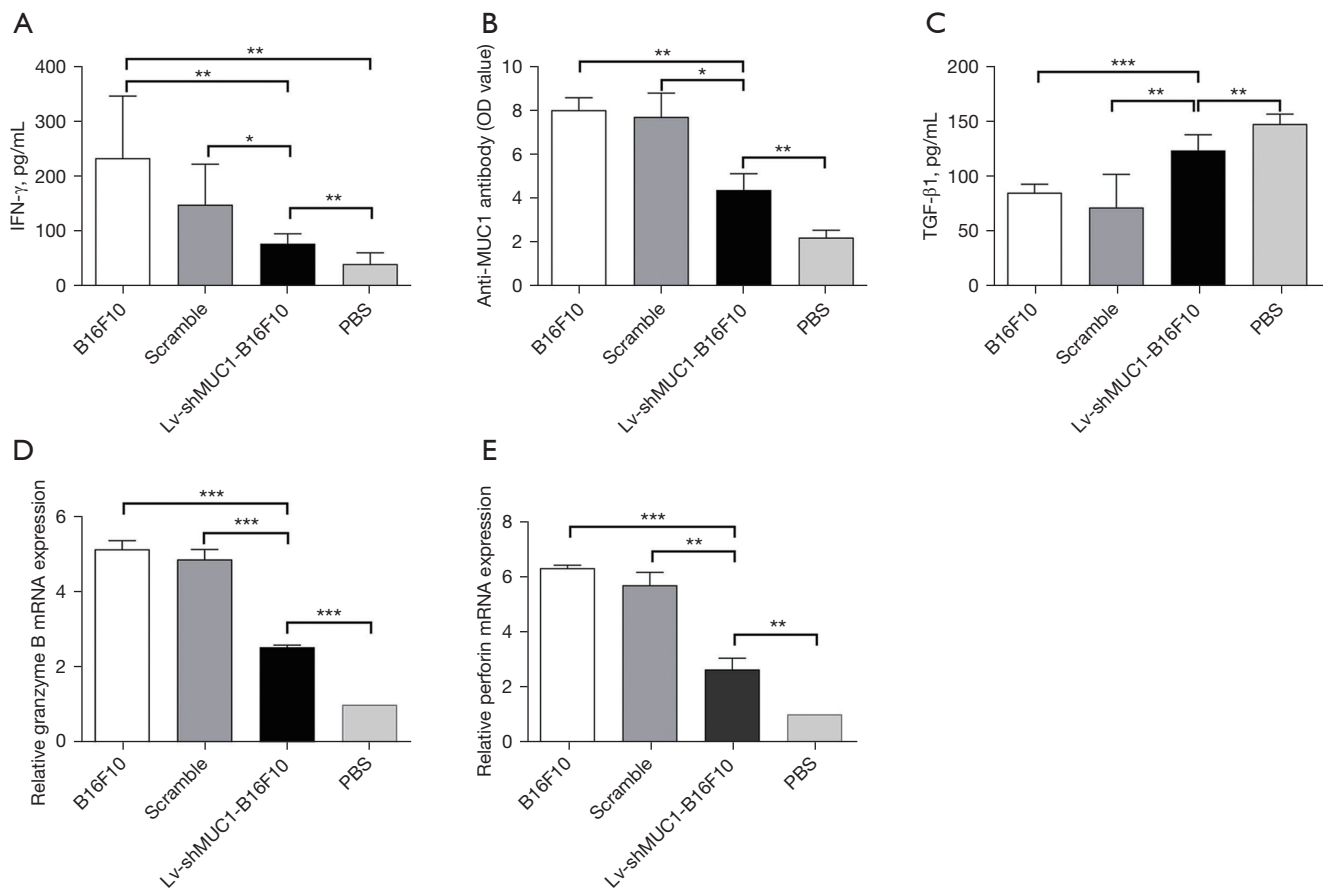 A
IFN-γ, pg/mL
400
300
200
100
0
**
**
*
**
B16F10
Scramble
Lv-shMUC1-B16F10
PBS
B
Anti-MUC1 antibody (OD value)
10
8
6
4
2
0
**
*
**
B16F10
Scramble
Lv-shMUC1-B16F10
PBS
C
TGF-β1, pg/mL
200
150
100
50
0
***
**
**
B16F10
Scramble
Lv-shMUC1-B16F10
PBS
D
Relative granzyme B mRNA expression
6
4
2
0
***
***
***
B16F10
Scramble
Lv-shMUC1-B16F10
PBS
E
Relative perforin mRNA expression
8
6
4
2
0
***
**
**
B16F10
Scramble
Lv-shMUC1-B16F10
PBS